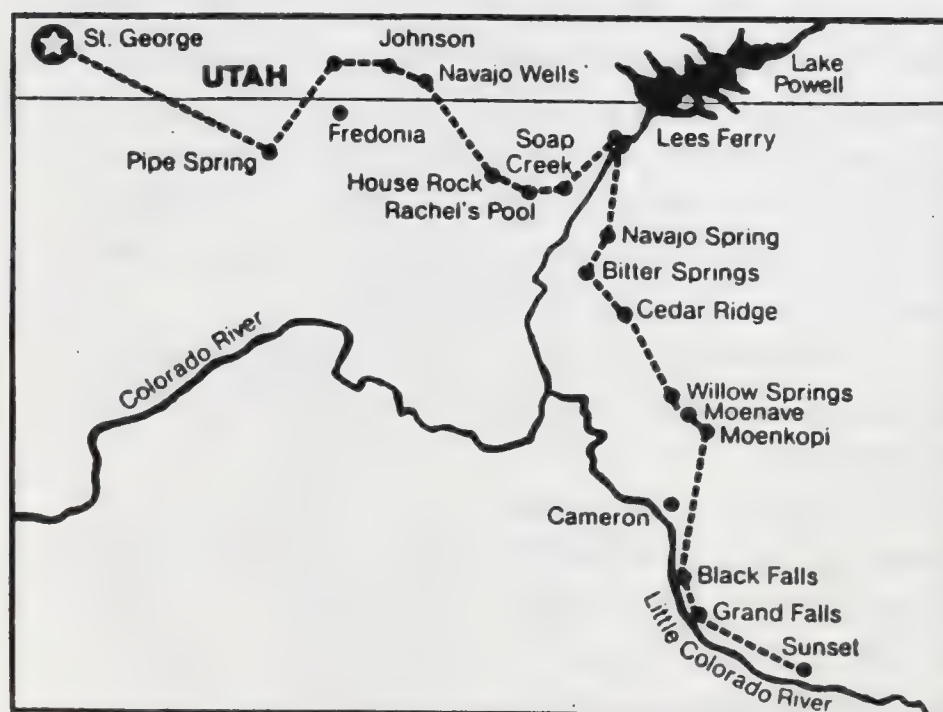 St. George
Johnson
UTAH
Navajo Wells
Lake
Powell
Fredonia
Pipe Spring
Soap
Creek
Lees Ferry
House Rock
Rachel's Pool
Navajo Spring
Bitter Springs
Cedar Ridge
Colorado River
Willow Springs
Moenave
Moenkopi
Cameron
Black Falls
Grand Falls
Sunset
Little Colorado River